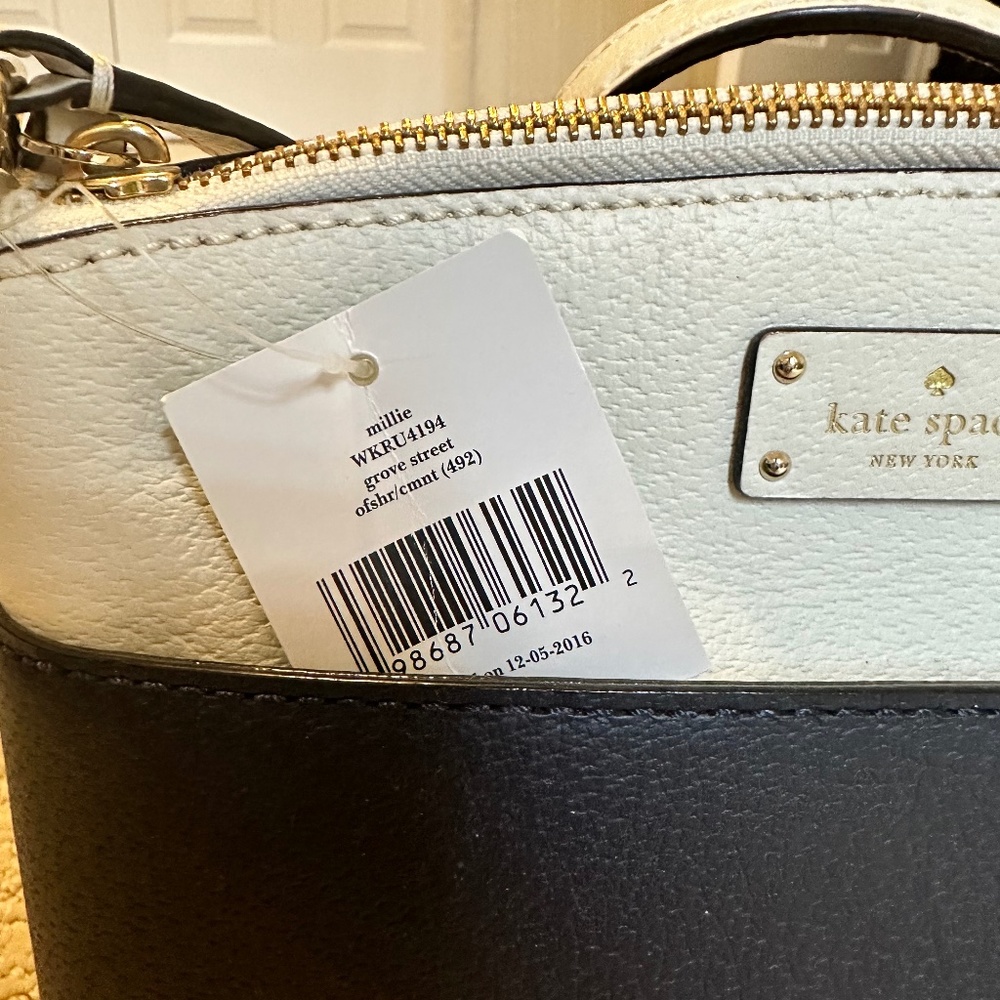 millie
WKRU4194
grove street
ofshr/cmnt (492)
98687 06132 2
on 12-05-2016
kate spad
NEW YORK